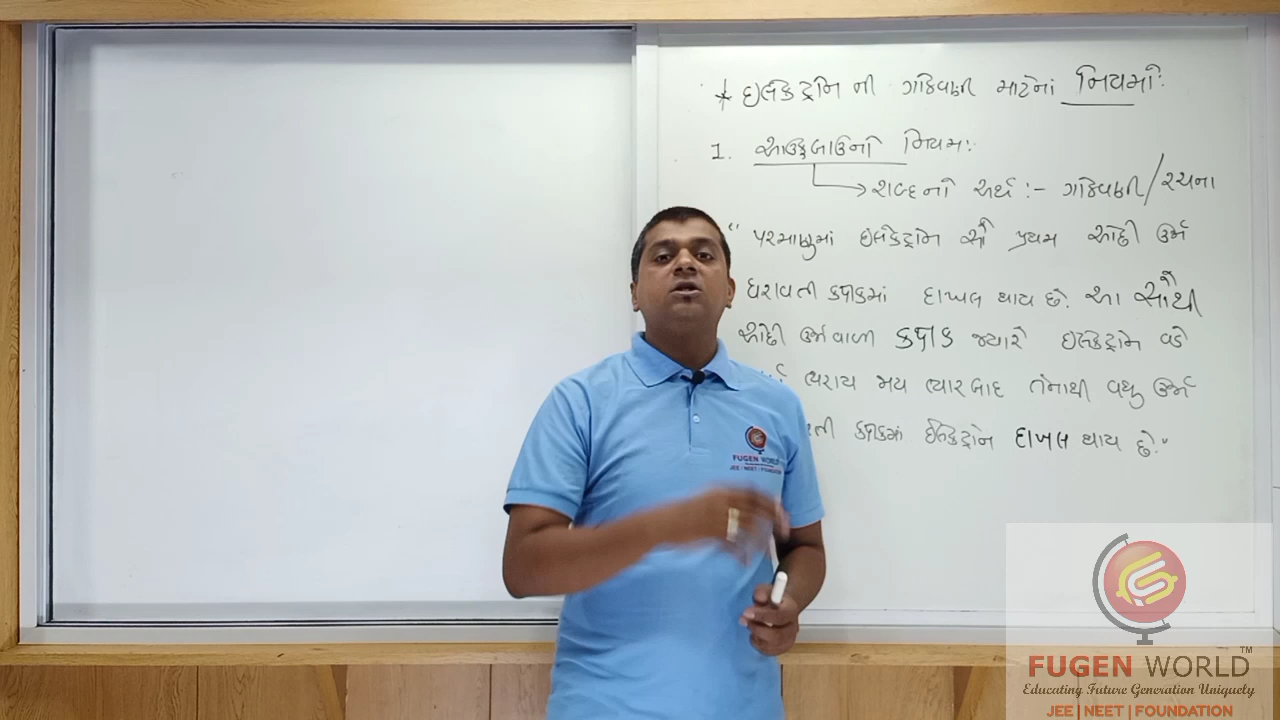 * ઇલેક્ટ્રોન ની ગોઠવણી માટેનાં નિયમો:
1. આઉફબાઉનો નિયમ:
શબ્દનો અર્થ :- ગોઠવણી/રચના
" પરમાણુમાં ઇલેક્ટ્રોન સૌ પ્રથમ ઓછી ઉર્જા
ધરાવતી કક્ષકમાં દાખલ થાય છે. આ સૌથી
ઓછી ઉર્જાવાળી કક્ષક જ્યારે ઇલેક્ટ્રોન વડે
ભરાય જાય ત્યારબાદ તેનાથી વધુ ઉર્જા
કક્ષકમાં ઇલેક્ટ્રોન દાખલ થાય છે."
FUGEN WORLD
JEE | NEET | FOUNDATION
FUGEN WORLD™
Educating Future Generation Uniquely
JEE | NEET | FOUNDATION